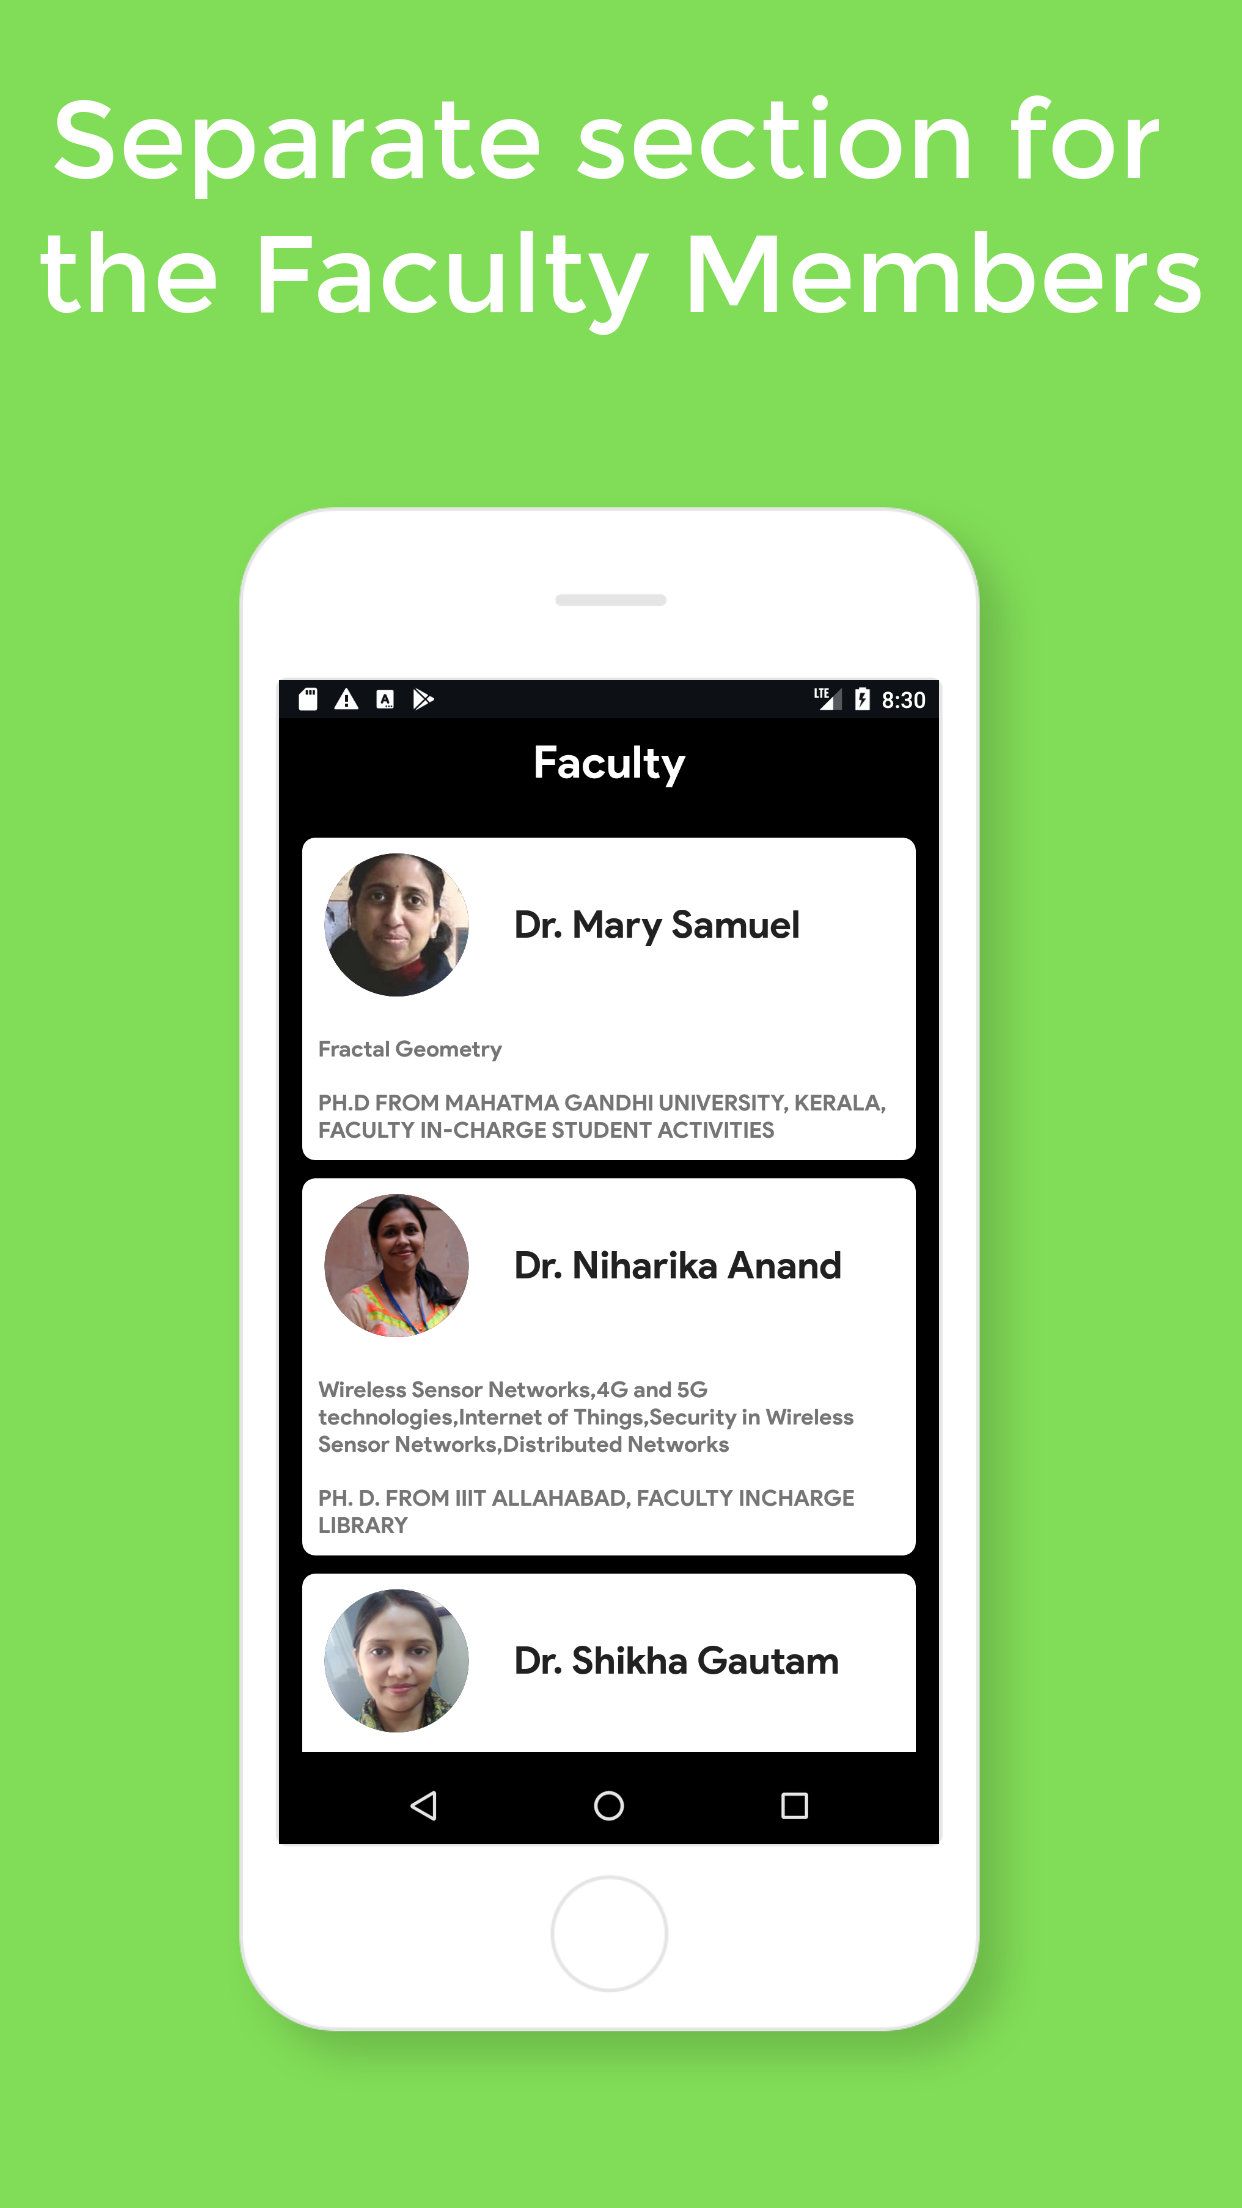 Separate section for
the Faculty Members
LTE 8:30
Faculty
Dr. Mary Samuel
Fractal Geometry
PH.D FROM MAHATMA GANDHI UNIVERSITY, KERALA,
FACULTY IN-CHARGE STUDENT ACTIVITIES
Dr. Niharika Anand
Wireless Sensor Networks,4G and 5G
technologies,Internet of Things,Security in Wireless
Sensor Networks,Distributed Networks
PH. D. FROM IIIT ALLAHABAD, FACULTY INCHARGE
LIBRARY
Dr. Shikha Gautam